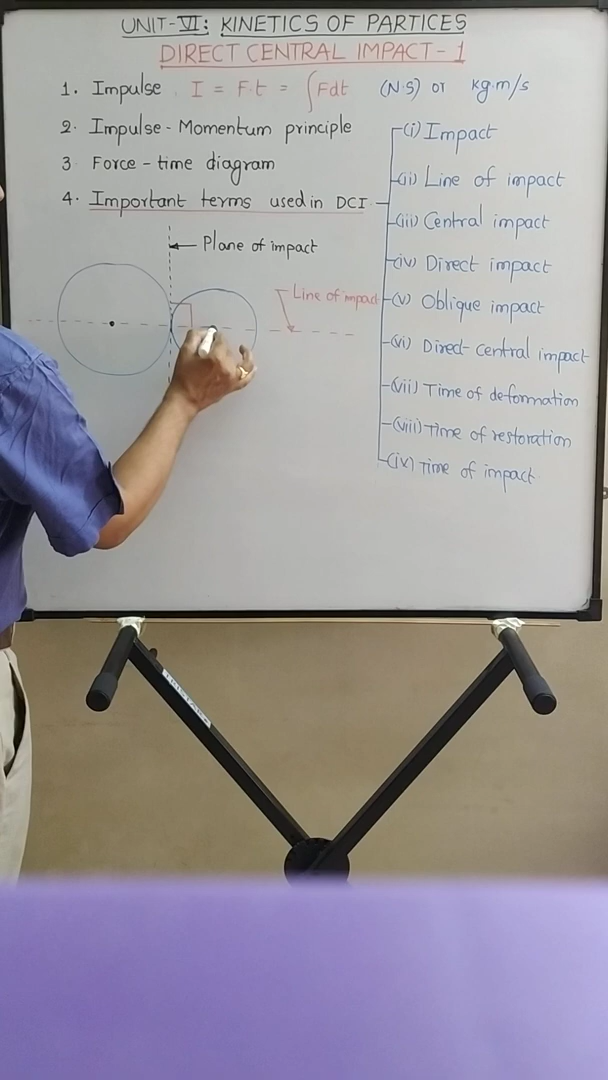 UNIT-VI: KINETICS OF PARTICES
DIRECT CENTRAL IMPACT-1
1. Impulse. I = F.t = ∫Fdt (N.s) or kg.m/s
2. Impulse-Momentum principle
3 Force-time diagram
4. Important terms used in DCI
(i) Impact
(ii) Line of impact
(iii) Central impact
(iv) Direct impact
(v) Oblique impact
(vi) Direct-central impact
(vii) Time of deformation
(viii) Time of restoration
(ix) Time of impact
Plane of impact
Line of impact